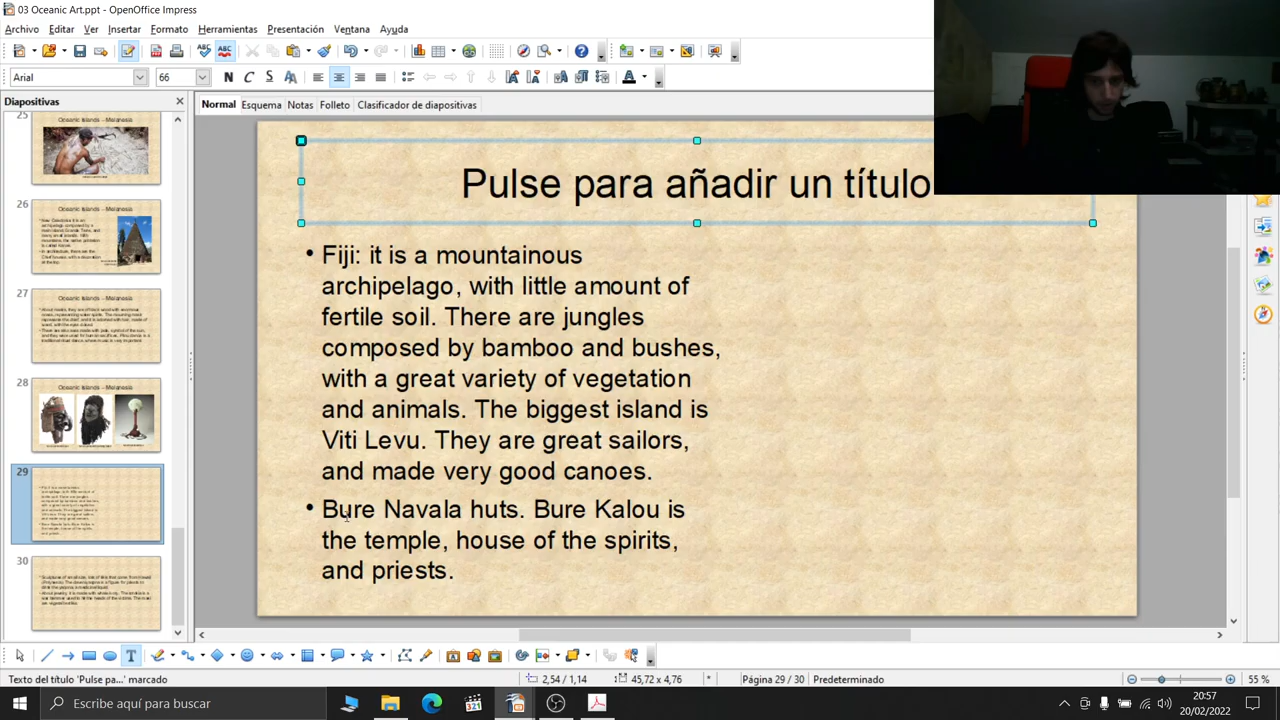 03 Oceanic Art.ppt - OpenOffice Impress
Archivo Editar Ver Insertar Formato Herramientas Presentación Ventana Ayuda
Arial 66
Diapositivas
Normal Esquema Notas Folleto Clasificador de diapositivas
25
Oceanic Islands - Melanesia
26
27
Oceanic Islands - Melanesia
28
Oceanic Islands - Melanesia
29
30
Pulse para añadir un título
• Fiji: it is a mountainous
archipelago, with little amount of
fertile soil. There are jungles
composed by bamboo and bushes,
with a great variety of vegetation
and animals. The biggest island is
Viti Levu. They are great sailors,
and made very good canoes.
• Bure Navala huts. Bure Kalou is
the temple, house of the spirits,
and priests.
Texto del título 'Pulse pa...' marcado 2,54 / 1,14 45,72 x 4,76 * Página 29 / 30 Predeterminado 55 %
Escribe aquí para buscar
20:57
20/02/2022